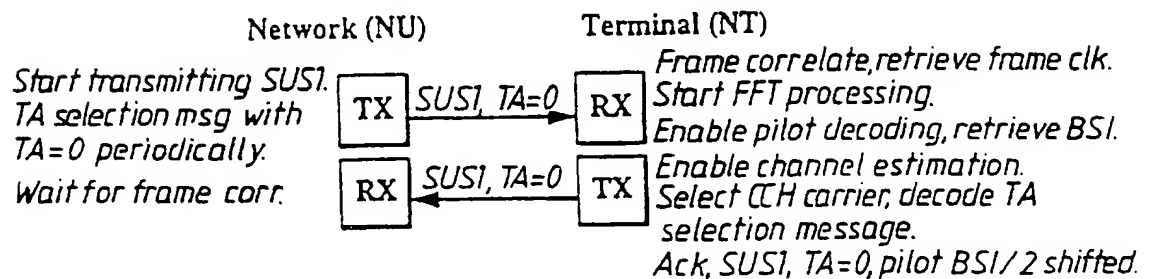 Network (NU)
Terminal (NT)
Start transmitting SUS1.
TA selection msg with
TA=0 periodically.
Wait for frame corr.
TX
SUS1, TA=0
RX
RX
SUS1, TA=0
TX
Frame correlate, retrieve frame clk.
Start FFT processing.
Enable pilot decoding, retrieve BSI.
Enable channel estimation.
Select CCH carrier, decode TA
selection message.
Ack, SUS1, TA=0, pilot BSI/2 shifted.